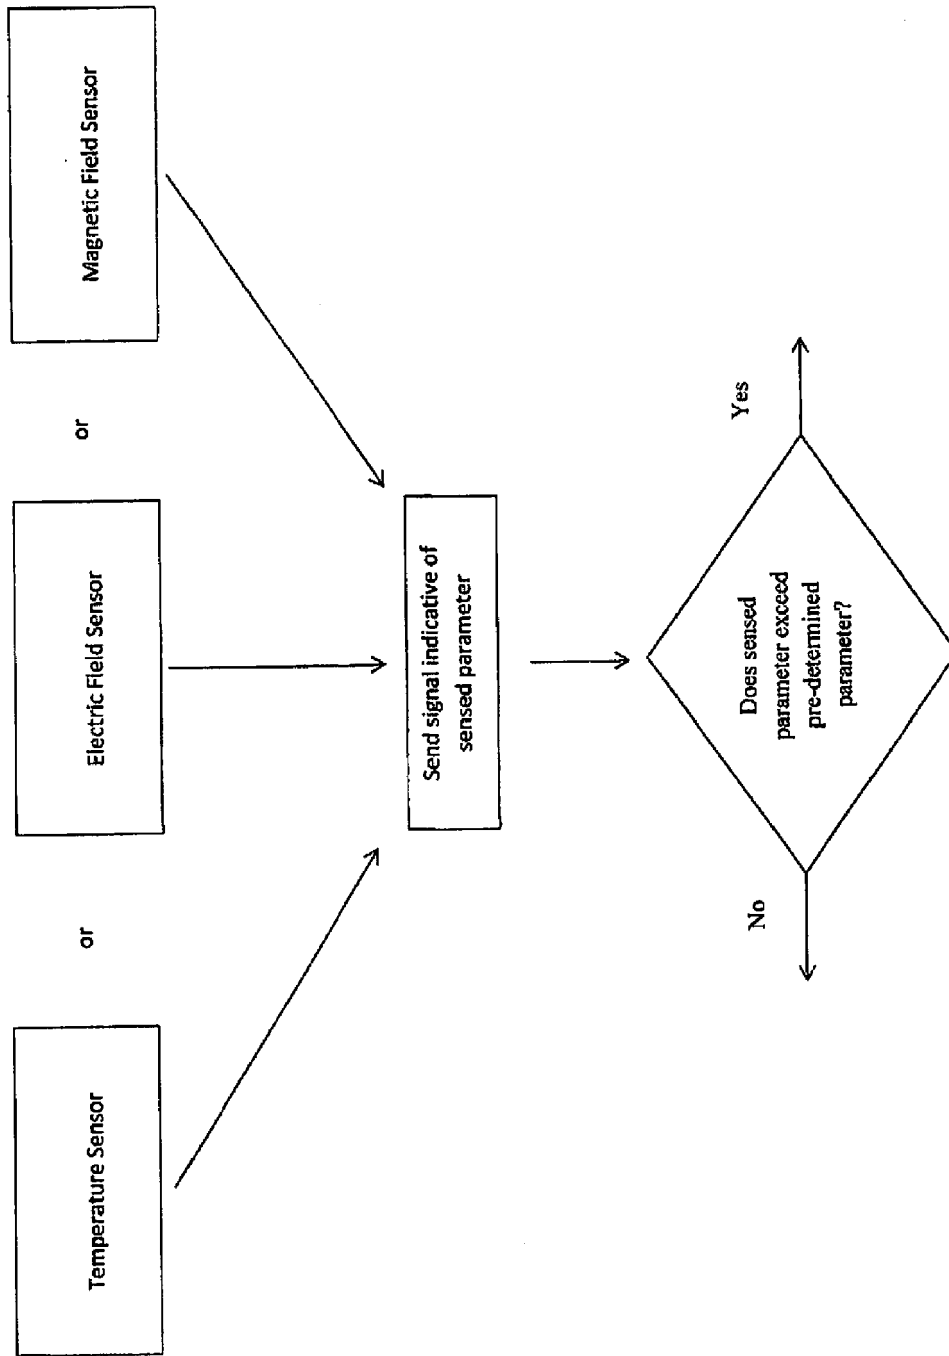 Temperature Sensor
or
Electric Field Sensor
or
Magnetic Field Sensor
Send signal indicative of
sensed parameter
Does sensed
parameter exceed
pre-determined
parameter?
No
Yes